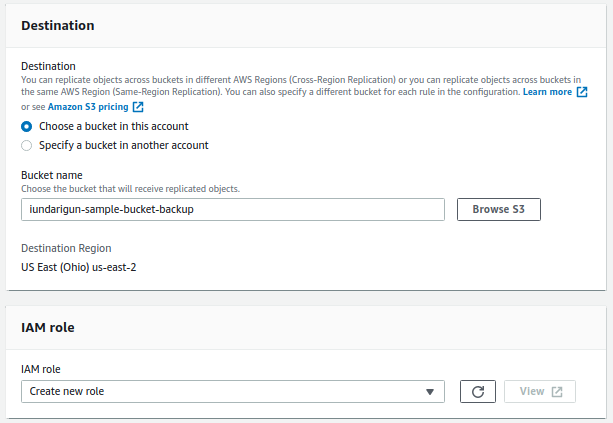 Destination
Destination
You can replicate objects across buckets in different AWS Regions (Cross-Region Replication) or you can replicate objects across buckets in
the same AWS Region (Same-Region Replication). You can also specify a different bucket for each rule in the configuration. Learn more
or see Amazon S3 pricing
Choose a bucket in this account
Specify a bucket in another account
Bucket name
Choose the bucket that will receive replicated objects.
iundarigun-sample-bucket-backup
Browse S3
Destination Region
US East (Ohio) us-east-2
IAM role
IAM role
Create new role
View